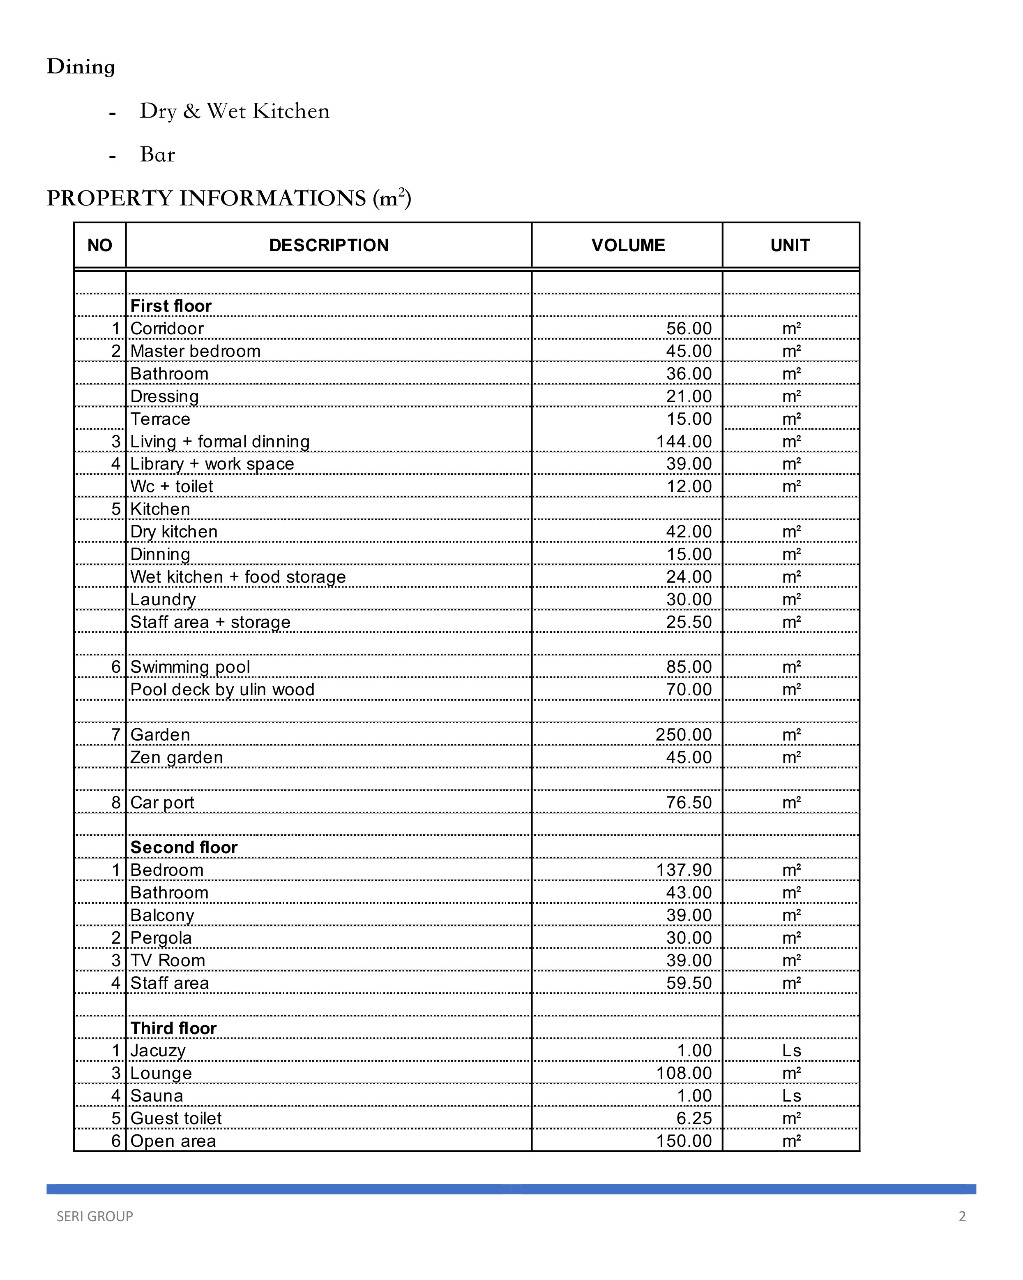 Dining
- Dry & Wet Kitchen
- Bar
PROPERTY INFORMATIONS (m²)
NO DESCRIPTION VOLUME UNIT
First floor
1 Corridoor 56.00 m²
2 Master bedroom 45.00 m²
Bathroom 36.00 m²
Dressing 21.00 m²
Terrace 15.00 m²
3 Living + formal dinning 144.00 m²
4 Library + work space 39.00 m²
Wc + toilet 12.00 m²
5 Kitchen
Dry kitchen 42.00 m²
Dinning 15.00 m²
Wet kitchen + food storage 24.00 m²
Laundry 30.00 m²
Staff area + storage 25.50 m²
6 Swimming pool 85.00 m²
Pool deck by ulin wood 70.00 m²
7 Garden 250.00 m²
Zen garden 45.00 m²
8 Car port 76.50 m²
Second floor
1 Bedroom 137.90 m²
Bathroom 43.00 m²
Balcony 39.00 m²
2 Pergola 30.00 m²
3 TV Room 39.00 m²
4 Staff area 59.50 m²
Third floor
1 Jacuzy 1.00 Ls
3 Lounge 108.00 m²
4 Sauna 1.00 Ls
5 Guest toilet 6.25 m²
6 Open area 150.00 m²
SERI GROUP 2